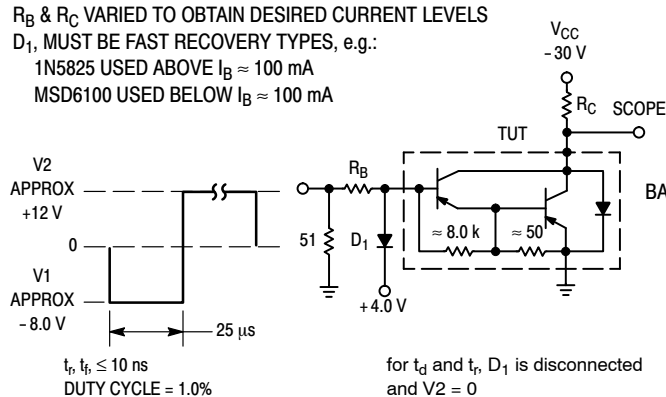 R_B & R_C VARIED TO OBTAIN DESIRED CURRENT LEVELS
D_1, MUST BE FAST RECOVERY TYPES, e.g.:
1N5825 USED ABOVE I_B ≈ 100 mA
MSD6100 USED BELOW I_B ≈ 100 mA
V_CC
- 30 V
R_C
SCOPE
TUT
V2
APPROX
+12 V
R_B
BA
0
51
D_1
≈ 8.0 k
≈ 50
V1
APPROX
- 8.0 V
+ 4.0 V
25 μs
t_r, t_f, ≤ 10 ns
DUTY CYCLE = 1.0%
for t_d and t_r, D_1 is disconnected
and V2 = 0